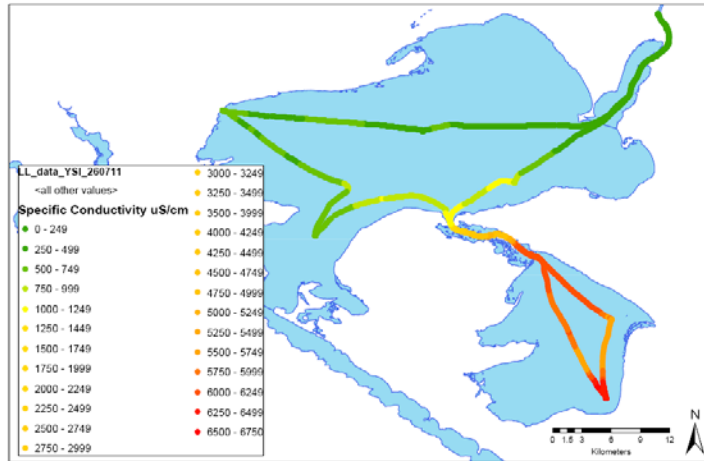 LL_data_YSI_260711
<all other values>
Specific Conductivity uS/cm
0 - 249
250 - 499
500 - 749
750 - 999
1000 - 1249
1250 - 1449
1500 - 1749
1750 - 1999
2000 - 2249
2250 - 2499
2500 - 2749
2750 - 2999
3000 - 3249
3250 - 3499
3500 - 3999
4000 - 4249
4250 - 4499
4500 - 4749
4750 - 4999
5000 - 5249
5250 - 5499
5500 - 5749
5750 - 5999
6000 - 6249
6250 - 6499
6500 - 6750
N
0 1.5 3 6 9 12
Kilometers